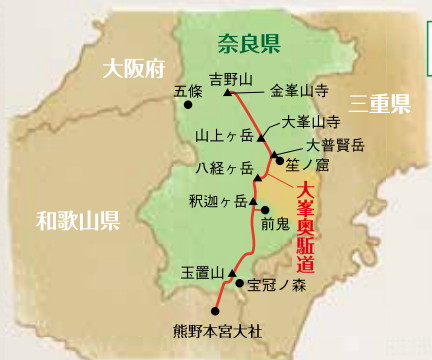 奈良県
大阪府
吉野山
五條
金峯山寺
三重県
大峯山寺
山上ヶ岳
大普賢岳
笙ノ窟
八経ヶ岳
大峯奥駈道
釈迦ヶ岳
前鬼
和歌山県
玉置山
宝冠ノ森
熊野本宮大社